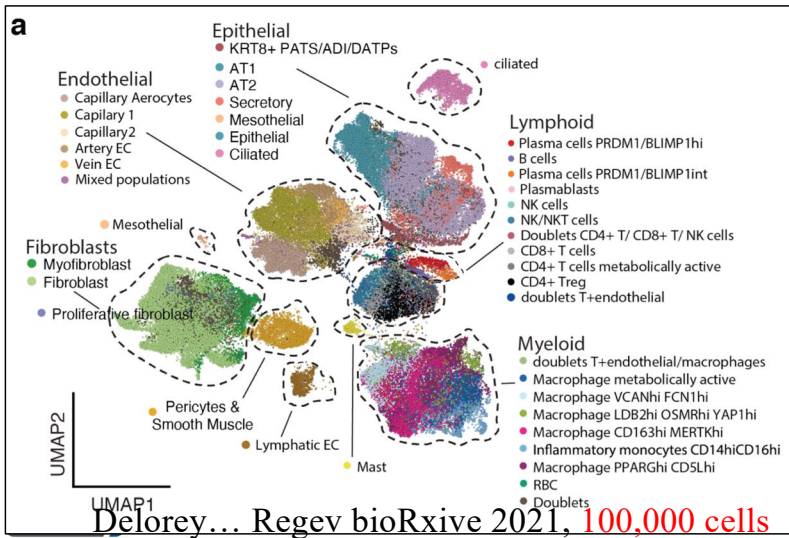 a
Epithelial
KRT8+ PATS/ADI/DATPs
AT1
AT2
Secretory
Mesothelial
Epithelial
Ciliated
ciliated
Endothelial
Capillary Aerocytes
Capilary 1
Capillary2
Artery EC
Vein EC
Mixed populations
Lymphoid
Plasma cells PRDM1/BLIMP1hi
B cells
Plasma cells PRDM1/BLIMP1int
Plasmablasts
NK cells
NK/NKT cells
Doublets CD4+ T/ CD8+ T/ NK cells
CD8+ T cells
CD4+ T cells metabolically active
CD4+ Treg
doublets T+endothelial
Mesothelial
Fibroblasts
Myofibroblast
Fibroblast
Proliferative fibroblast
Myeloid
doublets T+endothelial/macrophages
Macrophage metabolically active
Macrophage VCANhi FCN1hi
Macrophage LDB2hi OSMRhi YAP1hi
Macrophage CD163hi MERTKhi
Inflammatory monocytes CD14hiCD16hi
Macrophage PPARGhi CD5Lhi
RBC
Doublets
Pericytes &
Smooth Muscle
Lymphatic EC
Mast
UMAP2
UMAP1
Delorey... Regev bioRxive 2021, 100,000 cells